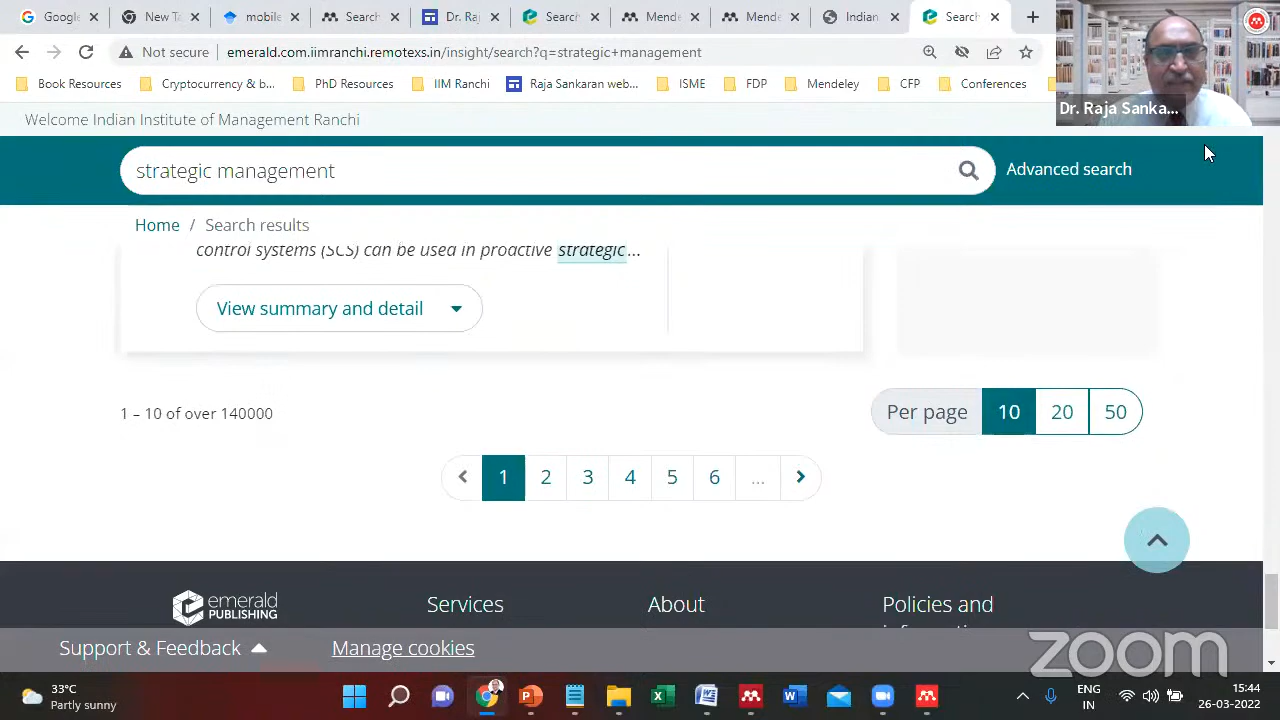 Google
New Ta
mobile
Search
Dr. Ra
Search
Mende
Mende
Indian
Search
Not secure
emerald.com.iimranchi.remotexs.in/insight/search?q=strategic+management
Book Resources
Cryptocurrency & b...
PhD Resources
IIM Ranchi
Raja Sankaran web...
ISME
FDP
Mendeley
CFP
Conferences
Dr. Raja Sanka...
Welcome Indian Institute of Management Ranchi
strategic management
Advanced search
Home / Search results
control systems (SCS) can be used in proactive strategic...
View summary and detail
1 – 10 of over 140000
Per page 10 20 50
1 2 3 4 5 6 ...
emerald
PUBLISHING
Services
About
Policies and
Support & Feedback
Manage cookies
zoom
33°C
Partly sunny
ENG
IN
15:44
26-03-2022